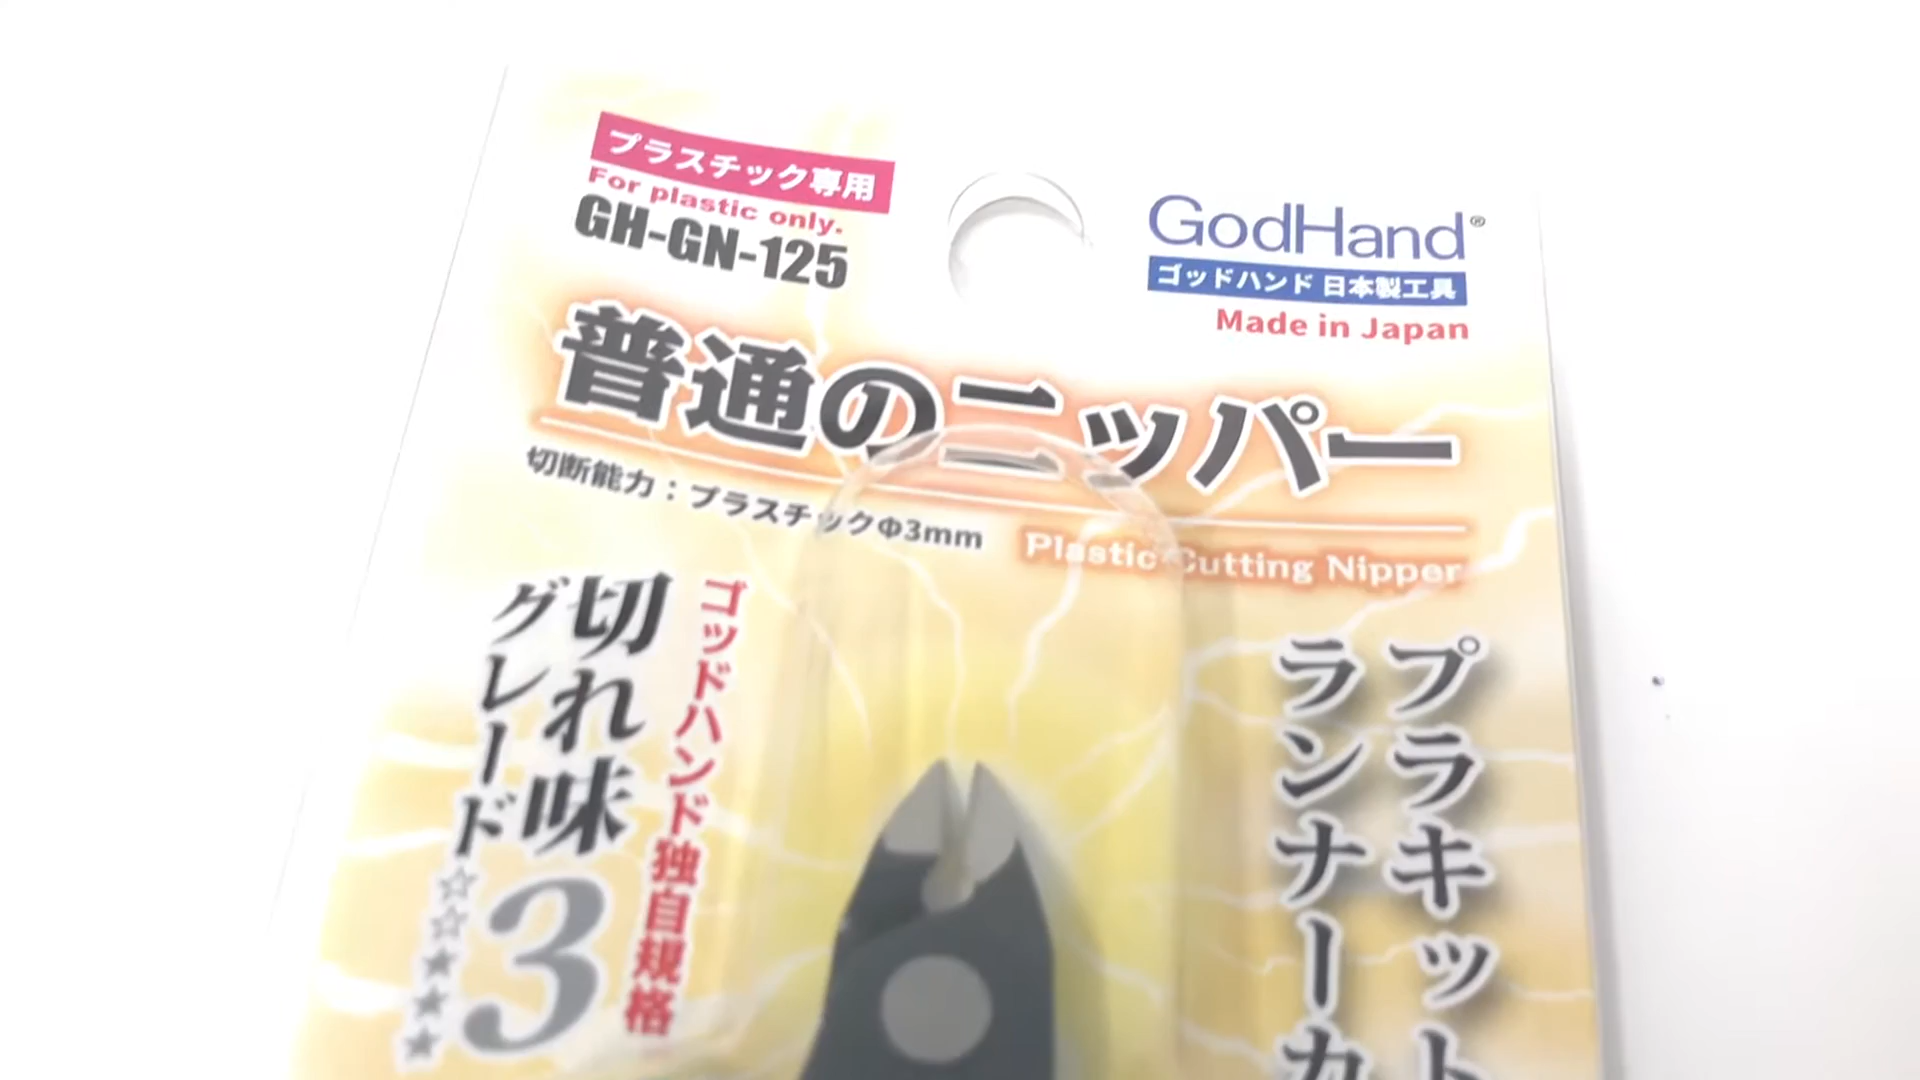 プラスチック専用
For plastic only.
GH-GN-125
GodHand®
ゴッドハンド 日本製工具
Made in Japan
普通のニッパー
切断能力：プラスチックΦ3mm
Plastic Cutting Nipper
プラキット
ランナーカ
ゴッドハンド独自規格
切れ味
グレード
3
☆☆★★★